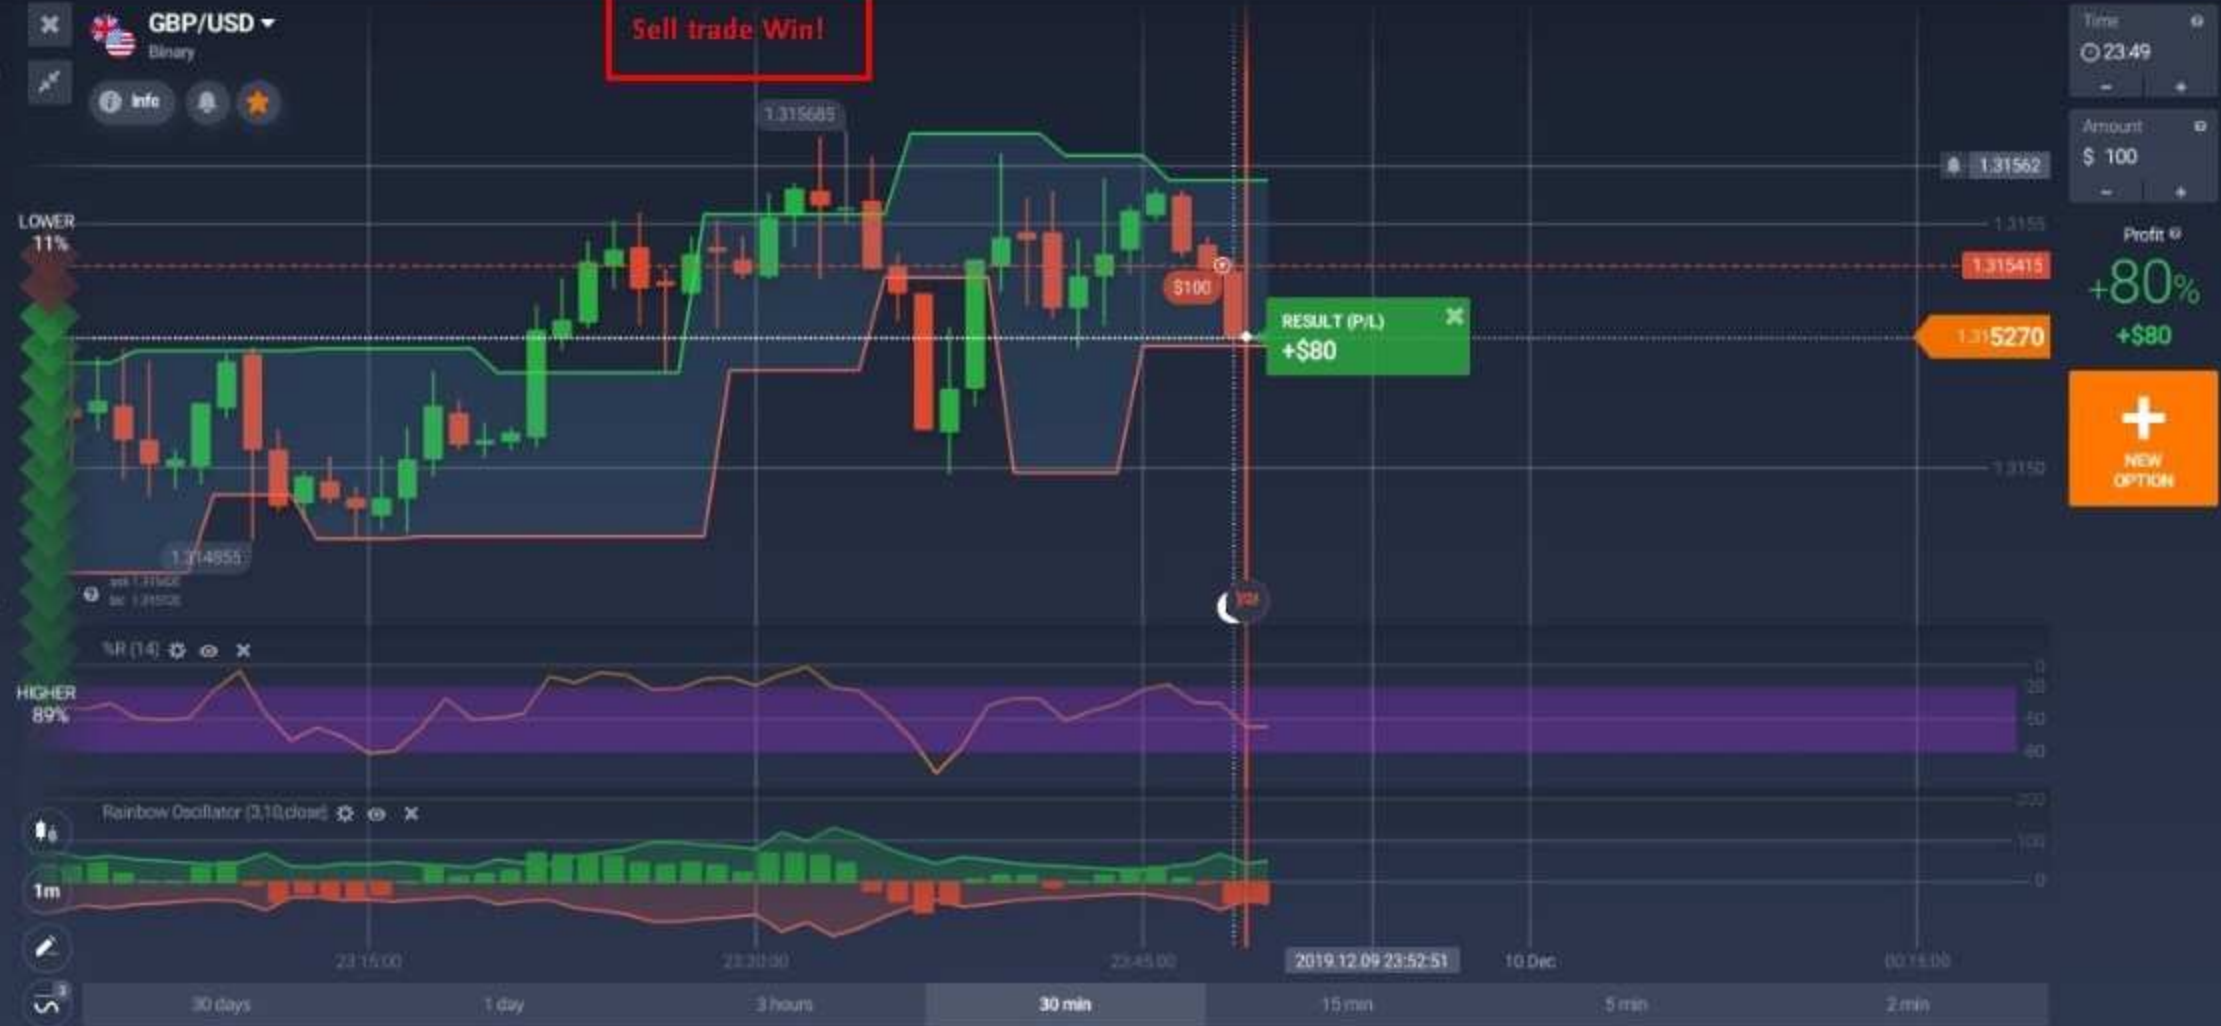 GBP/USD
Binary
Info
Sell trade Win!
1.315685
LOWER
11%
$100
RESULT (P/L)
+$80
HIGHER
89%
%R (14)
Rainbow Oscillator (3,10,close)
1m
1.31562
1.3155
1.315415
1.315270
1.3150
0
-50
-80
100
0
Time
23:49
Amount
$ 100
Profit
+80%
+$80
NEW
OPTION
23:15:00
23:30:00
23:45:00
2019.12.09 23:52:51
10 Dec
00:15:00
30 days
1 day
3 hours
30 min
15 min
5 min
2 min